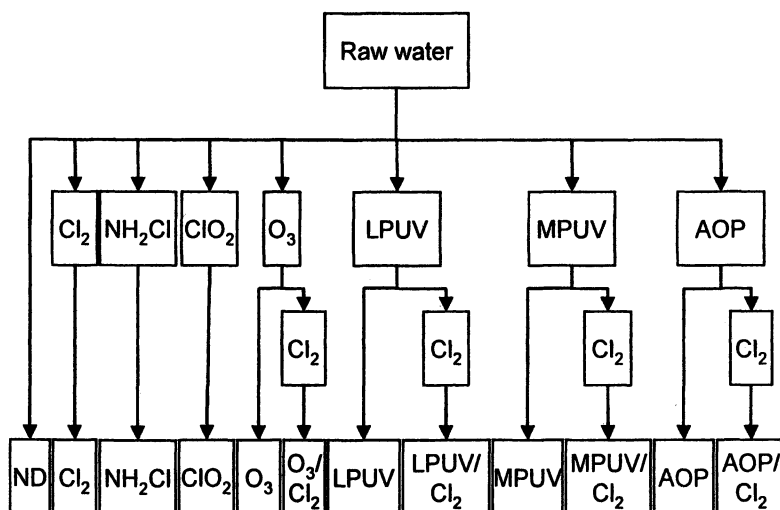 Raw water
Cl₂
NH₂Cl
ClO₂
O₃
LPUV
MPUV
AOP
Cl₂
Cl₂
Cl₂
Cl₂
ND
Cl₂
NH₂Cl
ClO₂
O₃
O₃/
Cl₂
LPUV
LPUV/
Cl₂
MPUV
MPUV/
Cl₂
AOP
AOP/
Cl₂